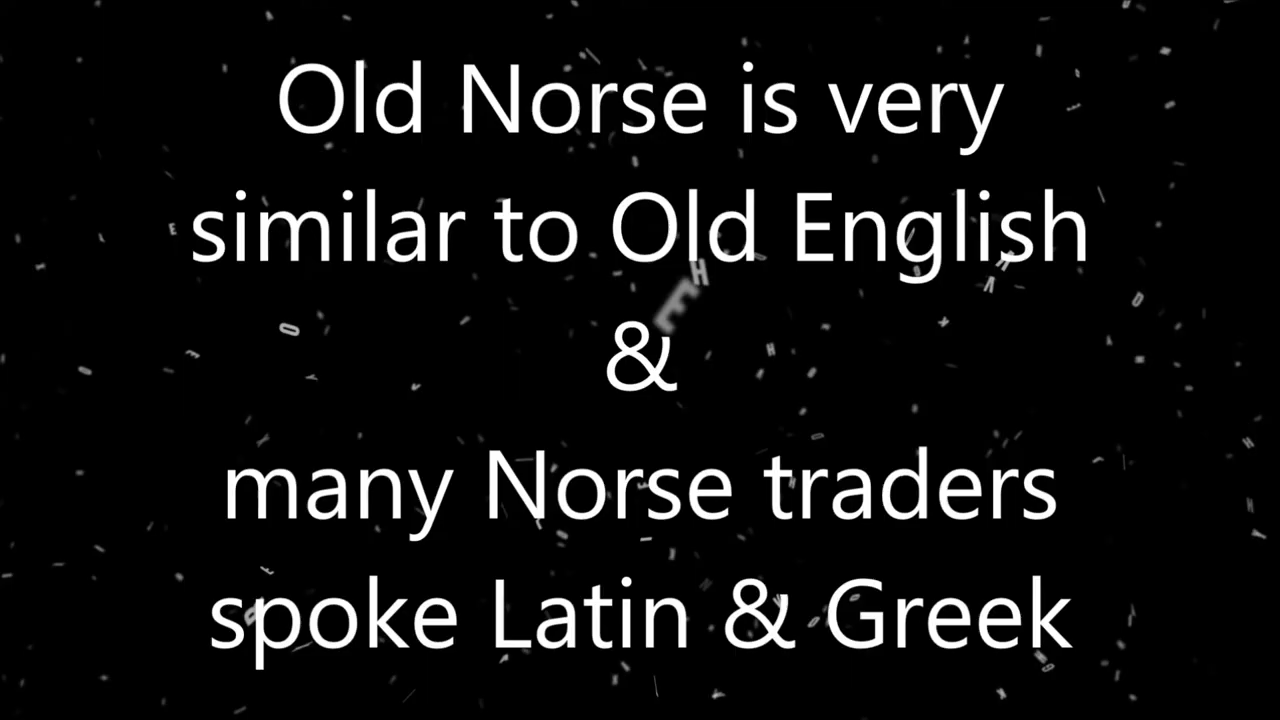 Old Norse is very
similar to Old English
&
many Norse traders
spoke Latin & Greek